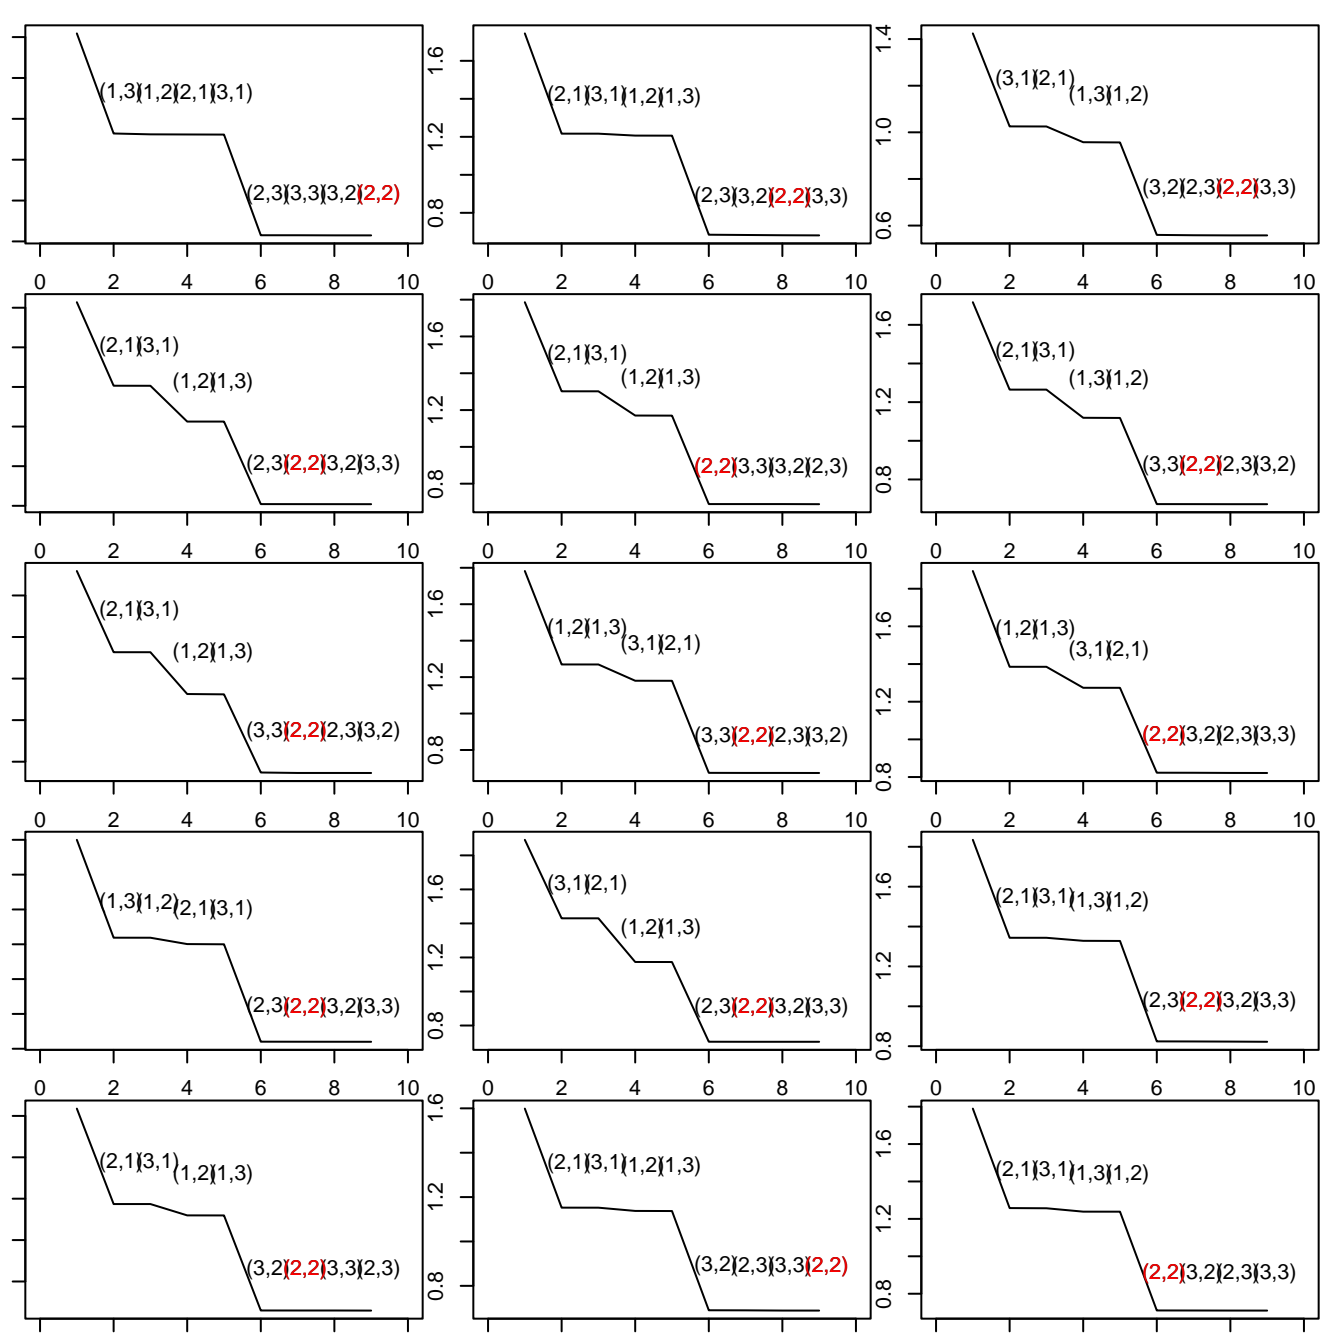 1.6 1.2 0.8
1.4 1.0 0.6
(1,3)(1,2)(2,1)(3,1)
(2,3)(3,3)(3,2)(2,2)
(2,1)(3,1)(1,2)(1,3)
(2,3)(3,2)(2,2)(3,3)
(3,1)(2,1)
(1,3)(1,2)
(3,2)(2,3)(2,2)(3,3)
0 2 4 6 8 10
0 2 4 6 8 10
0 2 4 6 8 10
1.6 1.2 0.8
1.6 1.2 0.8
(2,1)(3,1)
(1,2)(1,3)
(2,3)(2,2)(3,2)(3,3)
(2,1)(3,1)
(1,2)(1,3)
(2,2)(3,3)(3,2)(2,3)
(2,1)(3,1)
(1,3)(1,2)
(3,3)(2,2)(2,3)(3,2)
0 2 4 6 8 10
0 2 4 6 8 10
0 2 4 6 8 10
1.6 1.2 0.8
1.6 1.2 0.8
(2,1)(3,1)
(1,2)(1,3)
(3,3)(2,2)(2,3)(3,2)
(1,2)(1,3)
(3,1)(2,1)
(3,3)(2,2)(2,3)(3,2)
(1,2)(1,3)
(3,1)(2,1)
(2,2)(3,2)(2,3)(3,3)
0 2 4 6 8 10
0 2 4 6 8 10
0 2 4 6 8 10
1.6 1.2 0.8
1.6 1.2 0.8
(1,3)(1,2)(2,1)(3,1)
(2,3)(2,2)(3,2)(3,3)
(3,1)(2,1)
(1,2)(1,3)
(2,3)(2,2)(3,2)(3,3)
(2,1)(3,1)(1,3)(1,2)
(2,3)(2,2)(3,2)(3,3)
0 2 4 6 8 10
0 2 4 6 8 10
0 2 4 6 8 10
1.6 1.2 0.8
1.6 1.2 0.8
(2,1)(3,1)(1,2)(1,3)
(3,2)(2,2)(3,3)(2,3)
(2,1)(3,1)(1,2)(1,3)
(3,2)(2,3)(3,3)(2,2)
(2,1)(3,1)(1,3)(1,2)
(2,2)(3,2)(2,3)(3,3)